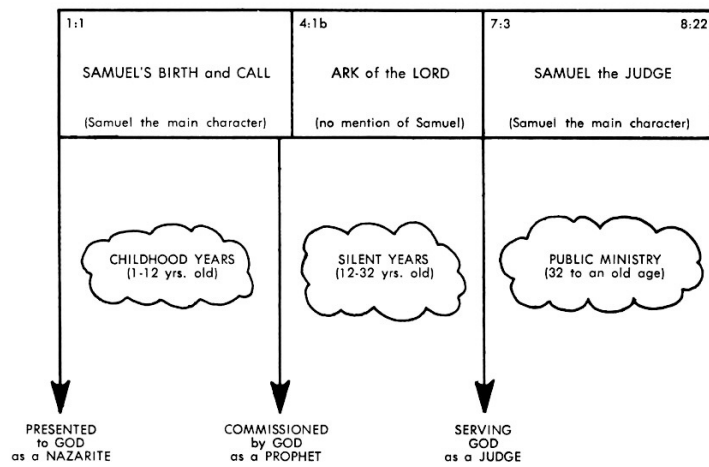 1:1
4:1b
7:3
8:22
SAMUEL'S BIRTH and CALL
ARK of the LORD
SAMUEL the JUDGE
(Samuel the main character)
(no mention of Samuel)
(Samuel the main character)
CHILDHOOD YEARS
(1-12 yrs. old)
SILENT YEARS
(12-32 yrs. old)
PUBLIC MINISTRY
(32 to an old age)
PRESENTED
to GOD
as a NAZARITE
COMMISSIONED
by GOD
as a PROPHET
SERVING
GOD
as a JUDGE